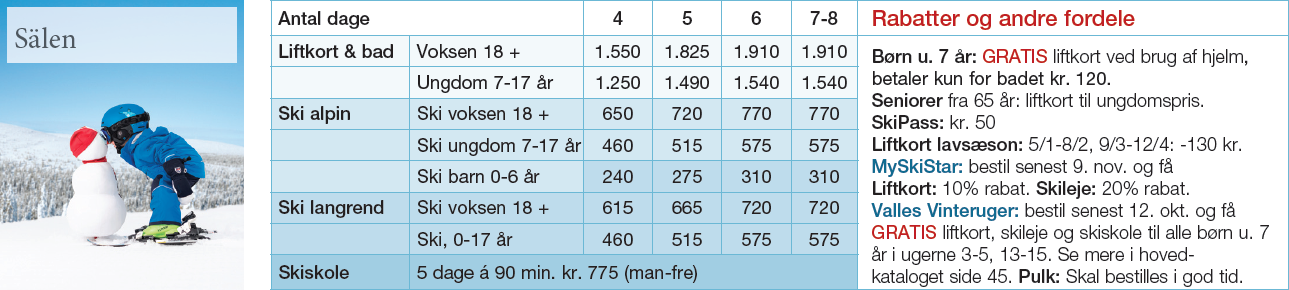 Sälen
Antal dage 4 5 6 7-8
Liftkort & bad Voksen 18 + 1.550 1.825 1.910 1.910
Ungdom 7-17 år 1.250 1.490 1.540 1.540
Ski alpin Ski voksen 18 + 650 720 770 770
Ski ungdom 7-17 år 460 515 575 575
Ski barn 0-6 år 240 275 310 310
Ski langrend Ski voksen 18 + 615 665 720 720
Ski, 0-17 år 460 515 575 575
Skiskole 5 dage á 90 min. kr. 775 (man-fre)
Rabatter og andre fordele
Børn u. 7 år: GRATIS liftkort ved brug af hjelm,
betaler kun for badet kr. 120.
Seniorer fra 65 år: liftkort til ungdomspris.
SkiPass: kr. 50
Liftkort lavsæson: 5/1-8/2, 9/3-12/4: -130 kr.
MySkiStar: bestil senest 9. nov. og få
Liftkort: 10% rabat. Skileje: 20% rabat.
Valles Vinteruger: bestil senest 12. okt. og få
GRATIS liftkort, skileje og skiskole til alle børn u. 7
år i ugerne 3-5, 13-15. Se mere i hoved-
kataloget side 45. Pulk: Skal bestilles i god tid.